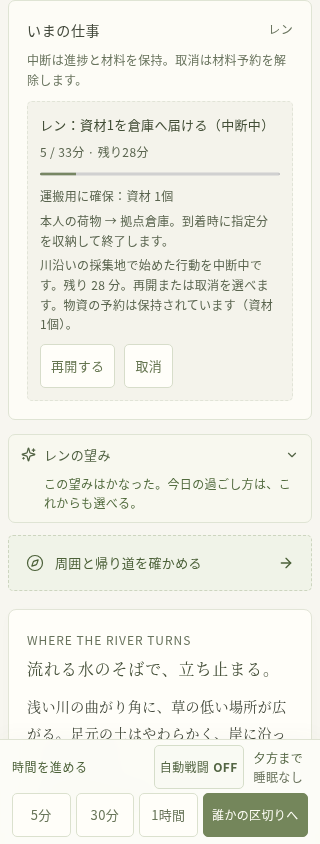 いまの仕事
レン
中断は進捗と材料を保持。取消は材料予約を解
除します。
レン：資材1を倉庫へ届ける（中断中）
5 / 33分 · 残り28分
運搬用に確保：資材 1個
本人の荷物 → 拠点倉庫。到着時に指定分
を収納して終了します。
川沿いの採集地で始めた行動を中断中で
す。残り 28 分。再開または取消を選べま
す。物資の予約は保持されています（資材
1個）。
再開する
取消
レンの望み
この望みはかなった。今日の過ごし方は、こ
れからも選べる。
周囲と帰り道を確かめる
WHERE THE RIVER TURNS
流れる水のそばで、立ち止まる。
浅い川の曲がり角に、草の低い場所が広
がる。足元の土はやわらかく、岸に沿っ
時間を進める
自動戦闘 OFF
夕方まで
睡眠なし
5分
30分
1時間
誰かの区切りへ